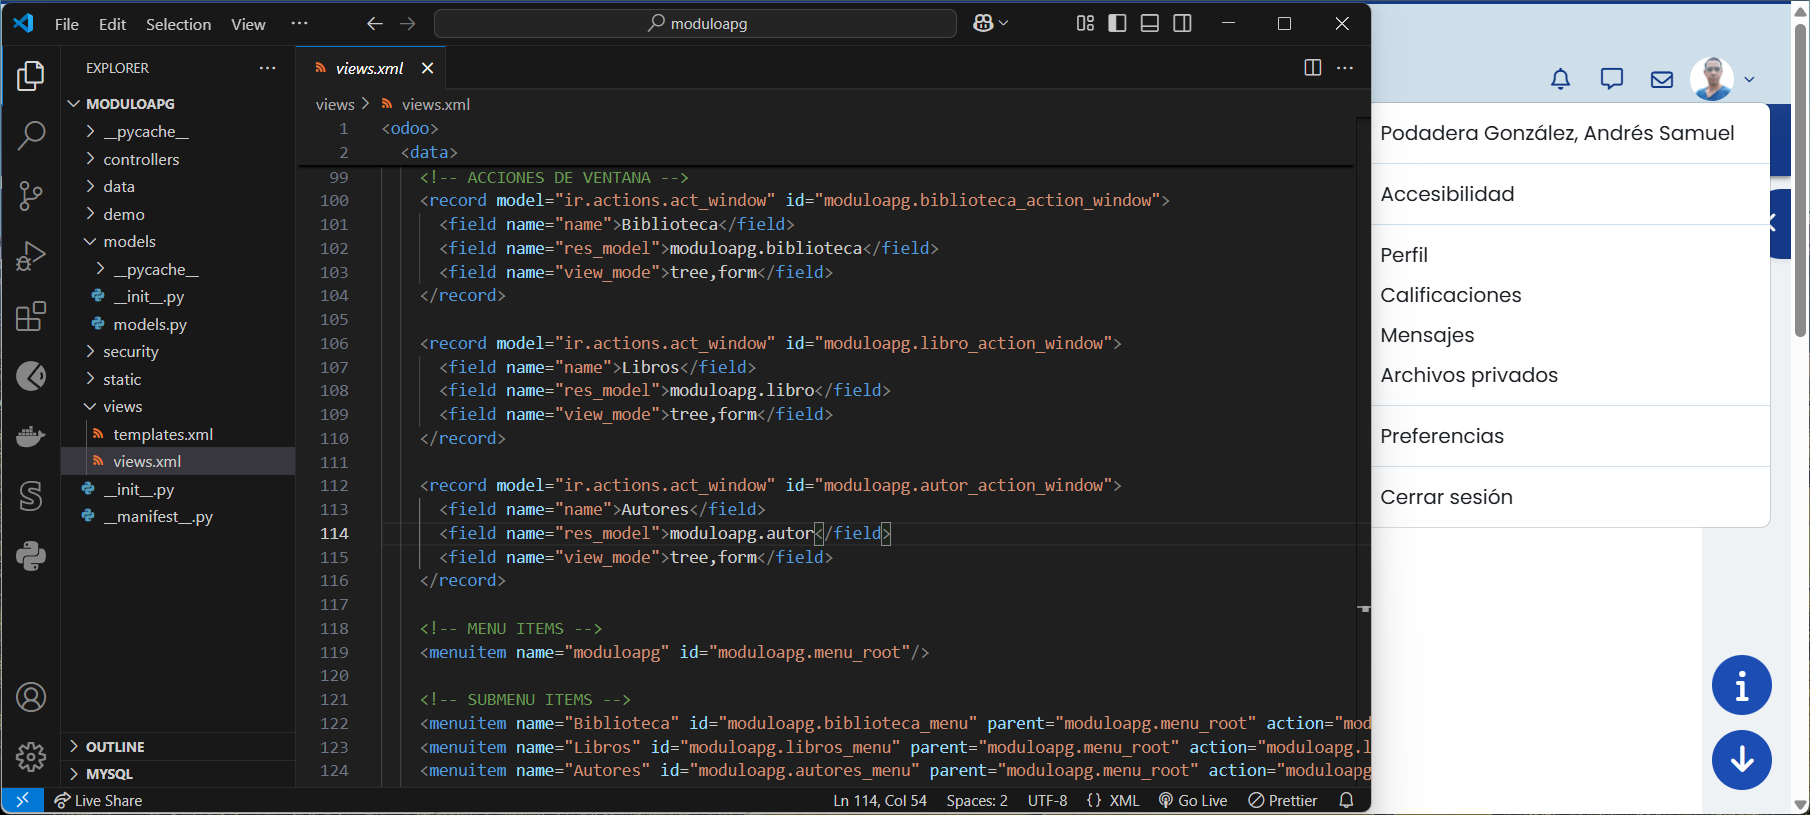 File Edit Selection View ··· moduloapg
EXPLORER ···
MODULOAPG
__pycache__
controllers
data
demo
models
__pycache__
__init__.py
models.py
security
static
views
templates.xml
views.xml
__init__.py
__manifest__.py
OUTLINE
MYSQL
views.xml
views > views.xml
1 <odoo>
2 <data>
99 <!-- ACCIONES DE VENTANA -->
100 <record model="ir.actions.act_window" id="moduloapg.biblioteca_action_window">
101 <field name="name">Biblioteca</field>
102 <field name="res_model">moduloapg.biblioteca</field>
103 <field name="view_mode">tree,form</field>
104 </record>
105
106 <record model="ir.actions.act_window" id="moduloapg.libro_action_window">
107 <field name="name">Libros</field>
108 <field name="res_model">moduloapg.libro</field>
109 <field name="view_mode">tree,form</field>
110 </record>
111
112 <record model="ir.actions.act_window" id="moduloapg.autor_action_window">
113 <field name="name">Autores</field>
114 <field name="res_model">moduloapg.autor</field>
115 <field name="view_mode">tree,form</field>
116 </record>
117
118 <!-- MENU ITEMS -->
119 <menuitem name="moduloapg" id="moduloapg.menu_root"/>
120
121 <!-- SUBMENU ITEMS -->
122 <menuitem name="Biblioteca" id="moduloapg.biblioteca_menu" parent="moduloapg.menu_root" action="mod
123 <menuitem name="Libros" id="moduloapg.libros_menu" parent="moduloapg.menu_root" action="moduloapg.l
124 <menuitem name="Autores" id="moduloapg.autores_menu" parent="moduloapg.menu_root" action="moduloapg
Live Share Ln 114, Col 54 Spaces: 2 UTF-8 {} XML Go Live Prettier
Podadera González, Andrés Samuel
Accesibilidad
Perfil
Calificaciones
Mensajes
Archivos privados
Preferencias
Cerrar sesión